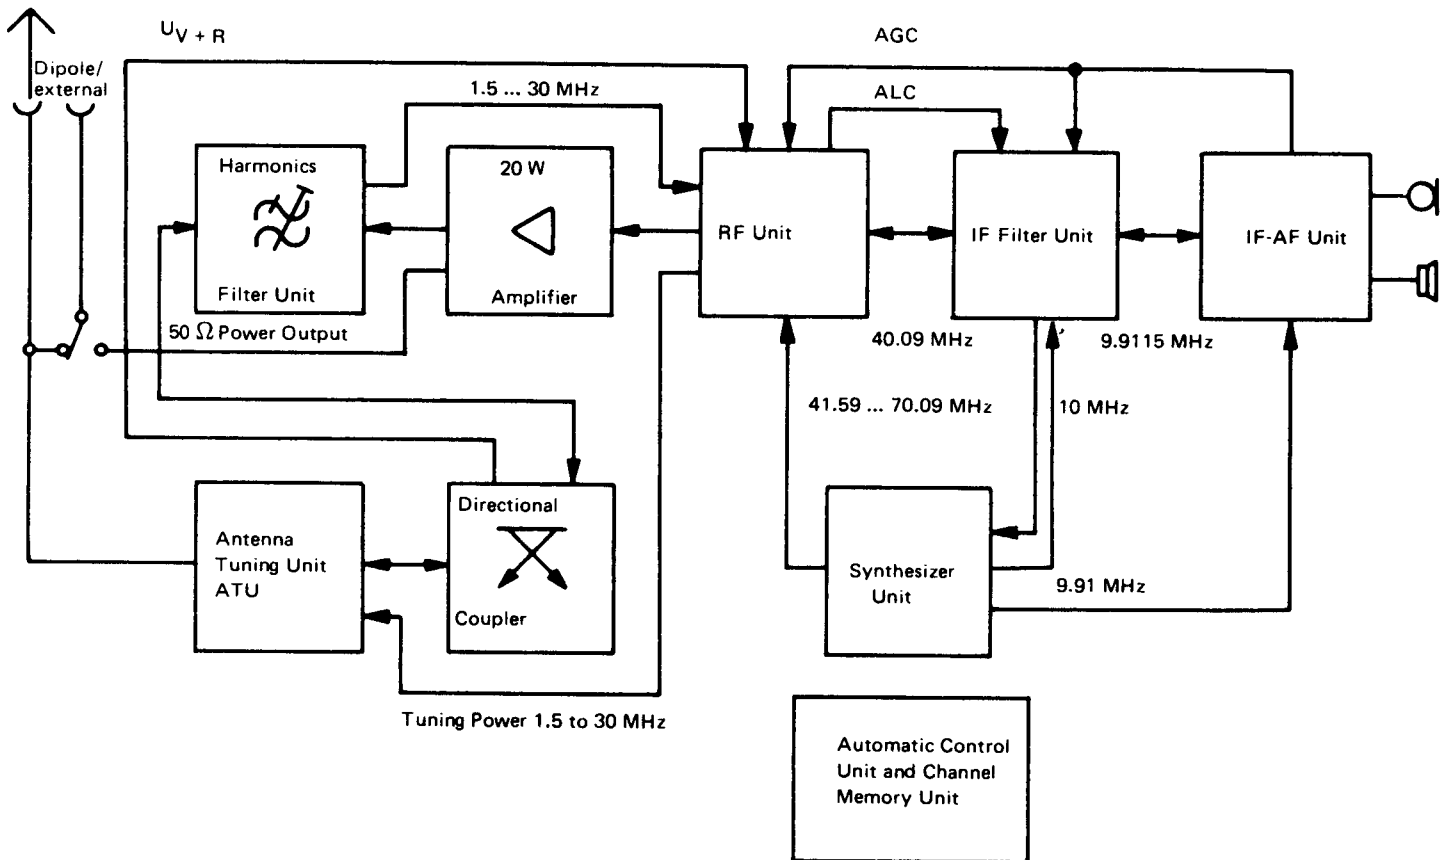 U V + R
AGC
Dipole/
external
1.5 ... 30 MHz
ALC
Harmonics
Filter Unit
20 W
Amplifier
RF Unit
IF Filter Unit
IF-AF Unit
50 Ω Power Output
40.09 MHz
9.9115 MHz
41.59 ... 70.09 MHz
10 MHz
Antenna
Tuning Unit
ATU
Directional
Coupler
Synthesizer
Unit
9.91 MHz
Tuning Power 1.5 to 30 MHz
Automatic Control
Unit and Channel
Memory Unit